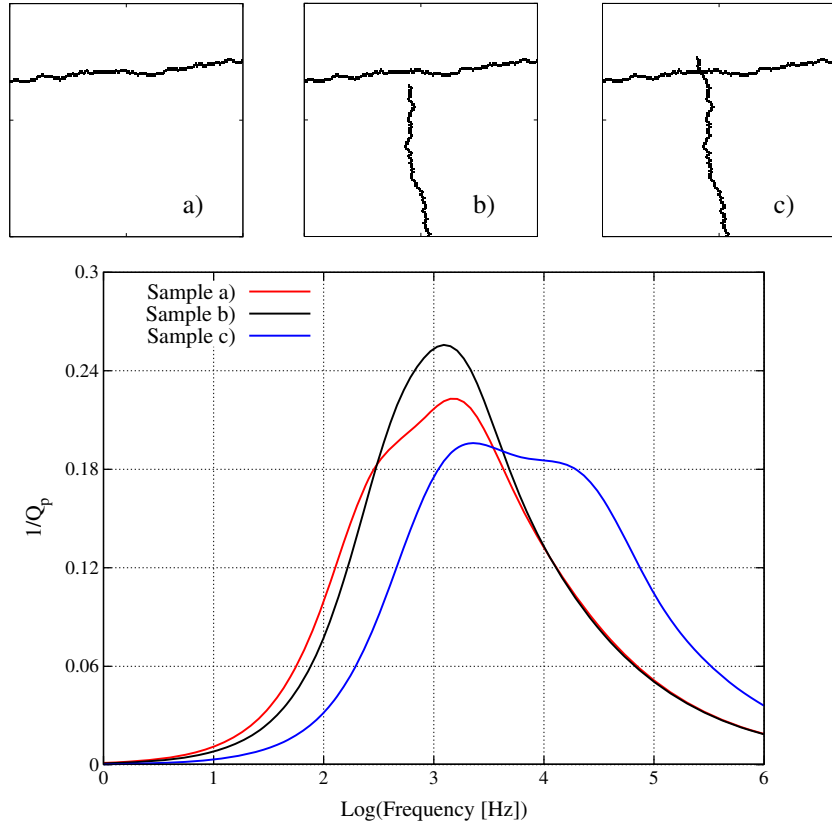 a)
b)
c)
0.3
Sample a)
Sample b)
Sample c)
0.24
0.18
1/Q_p
0.12
0.06
0
0 1 2 3 4 5 6
Log(Frequency [Hz])